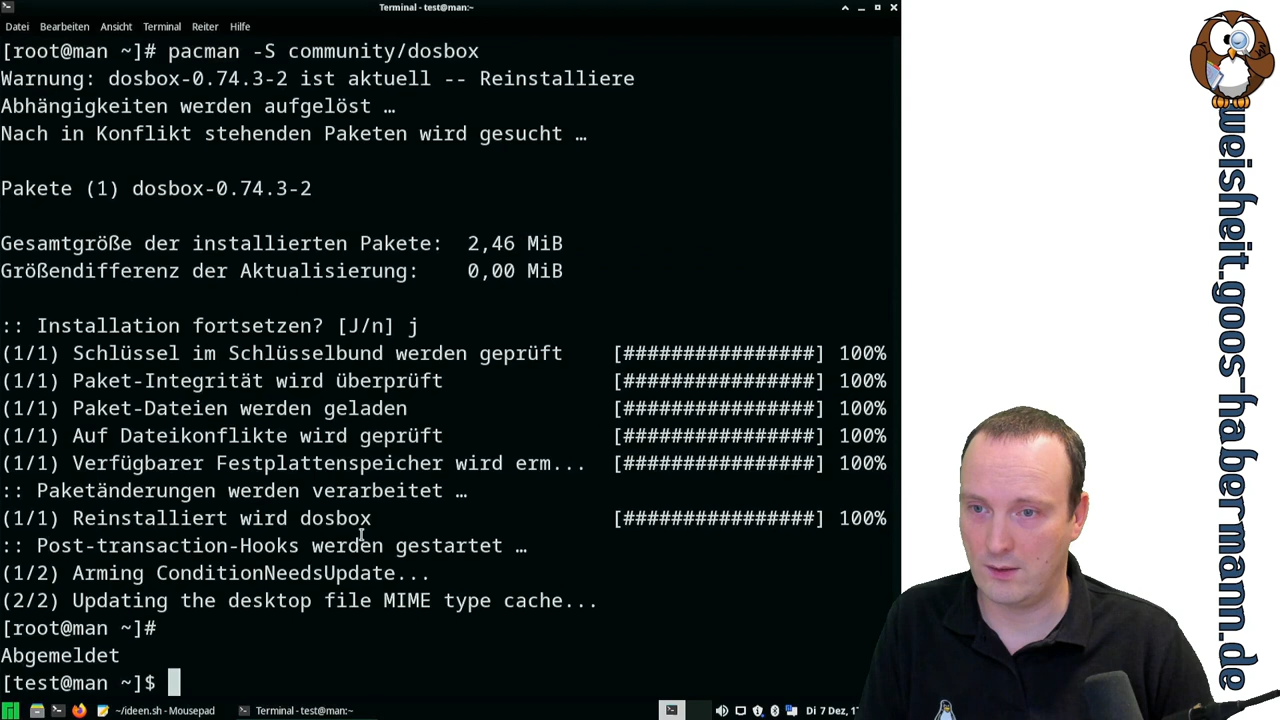 Terminal - test@man:~
Datei Bearbeiten Ansicht Terminal Reiter Hilfe
[root@man ~]# pacman -S community/dosbox
Warnung: dosbox-0.74.3-2 ist aktuell -- Reinstalliere
Abhängigkeiten werden aufgelöst …
Nach in Konflikt stehenden Paketen wird gesucht …
Pakete (1) dosbox-0.74.3-2
Gesamtgröße der installierten Pakete: 2,46 MiB
Größendifferenz der Aktualisierung: 0,00 MiB
:: Installation fortsetzen? [J/n] j
(1/1) Schlüssel im Schlüsselbund werden geprüft [################] 100%
(1/1) Paket-Integrität wird überprüft [################] 100%
(1/1) Paket-Dateien werden geladen [################] 100%
(1/1) Auf Dateikonflikte wird geprüft [################] 100%
(1/1) Verfügbarer Festplattenspeicher wird erm... [################] 100%
:: Paketänderungen werden verarbeitet …
(1/1) Reinstalliert wird dosbox [################] 100%
:: Post-transaction-Hooks werden gestartet …
(1/2) Arming ConditionNeedsUpdate...
(2/2) Updating the desktop file MIME type cache...
[root@man ~]#
Abgemeldet
[test@man ~]$
~/ideen.sh - Mousepad
Terminal - test@man:~
Di 7 Dez, 1
weisheit.goos-habermann.de